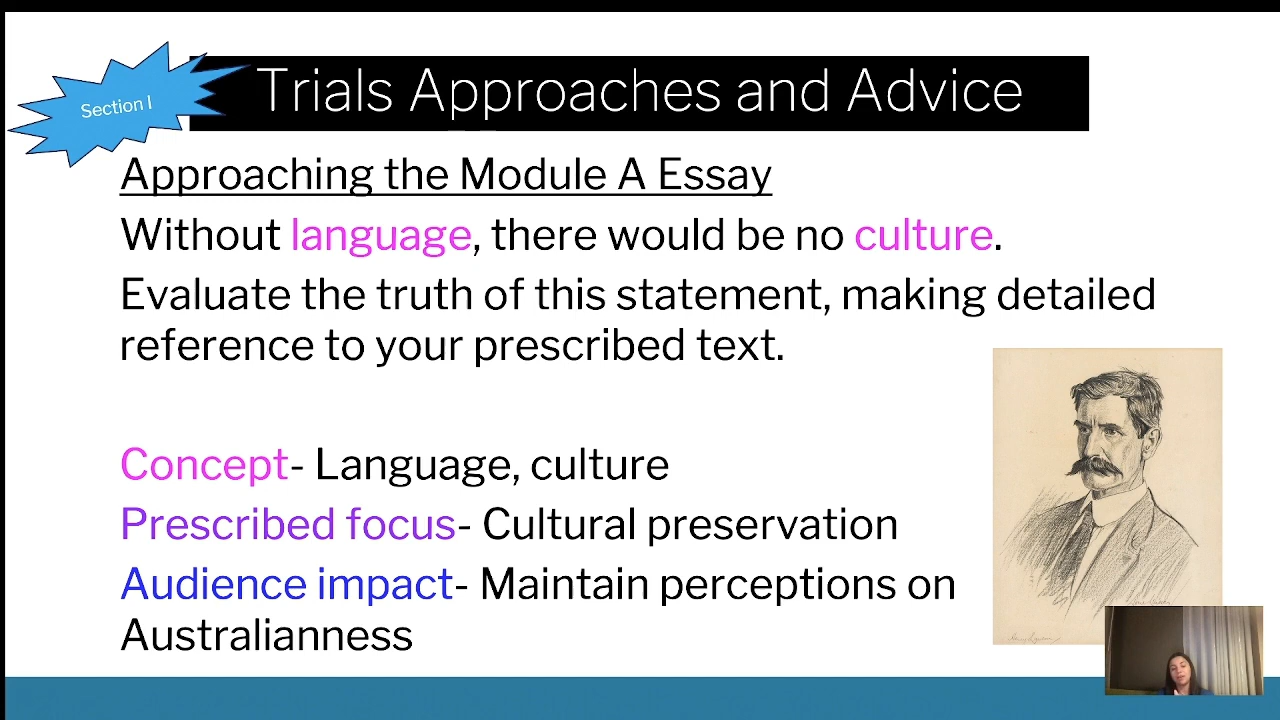 Section I
Trials Approaches and Advice
Approaching the Module A Essay
Without language, there would be no culture.
Evaluate the truth of this statement, making detailed
reference to your prescribed text.
Concept- Language, culture
Prescribed focus- Cultural preservation
Audience impact- Maintain perceptions on
Australianness